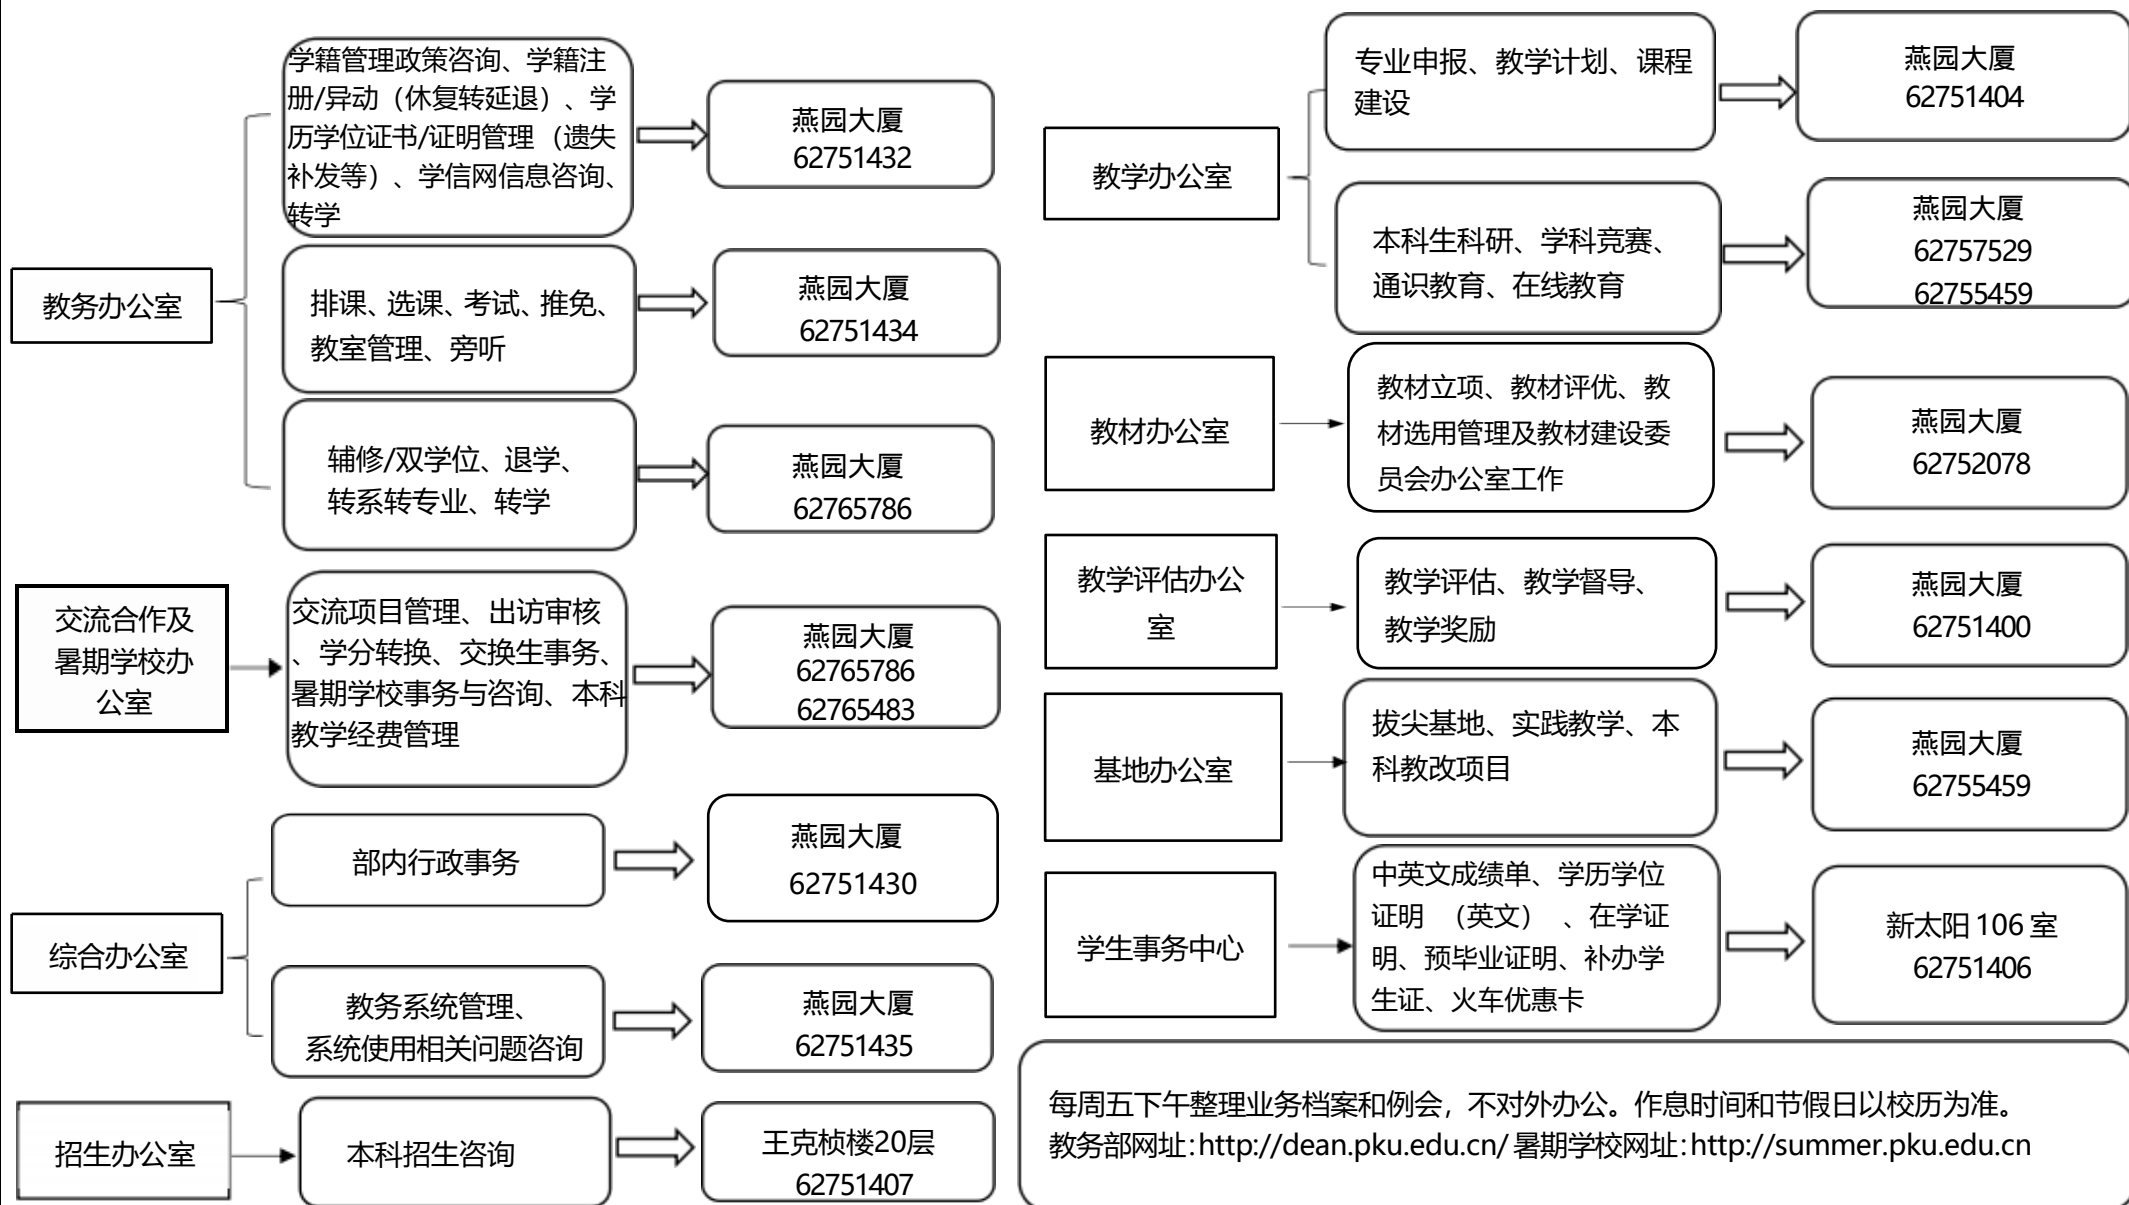 教务办公室
学籍管理政策咨询、学籍注
册/异动（休复转延退）、学
历学位证书/证明管理（遗失
补发等）、学信网信息咨询、
转学
燕园大厦
62751432
排课、选课、考试、推免、
教室管理、旁听
燕园大厦
62751434
辅修/双学位、退学、
转系转专业、转学
燕园大厦
62765786
交流合作及
暑期学校办
公室
交流项目管理、出访审核
、学分转换、交换生事务、
暑期学校事务与咨询、本科
教学经费管理
燕园大厦
62765786
62765483
综合办公室
部内行政事务
燕园大厦
62751430
教务系统管理、
系统使用相关问题咨询
燕园大厦
62751435
招生办公室
本科招生咨询
王克桢楼20层
62751407
教学办公室
专业申报、教学计划、课程
建设
燕园大厦
62751404
本科生科研、学科竞赛、
通识教育、在线教育
燕园大厦
62757529
62755459
教材办公室
教材立项、教材评优、教
材选用管理及教材建设委
员会办公室工作
燕园大厦
62752078
教学评估办公
室
教学评估、教学督导、
教学奖励
燕园大厦
62751400
基地办公室
拔尖基地、实践教学、本
科教改项目
燕园大厦
62755459
学生事务中心
中英文成绩单、学历学位
证明 （英文） 、在学证
明、预毕业证明、补办学
生证、火车优惠卡
新太阳 106 室
62751406
每周五下午整理业务档案和例会，不对外办公。作息时间和节假日以校历为准。
教务部网址：http://dean.pku.edu.cn/ 暑期学校网址：http://summer.pku.edu.cn